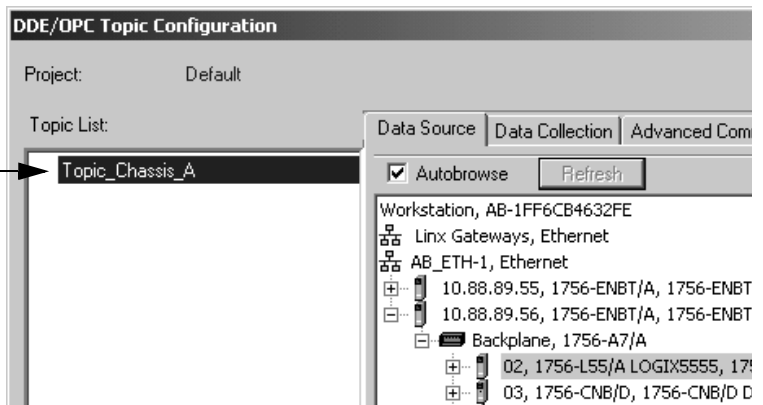 DDE/OPC Topic Configuration
Project: Default
Topic List:
Data Source Data Collection Advanced
Topic_Chassis_A
Autobrowse Refresh
Workstation, AB-1FF6CB4632FE
Linx Gateways, Ethernet
AB_ETH-1, Ethernet
10.88.89.55, 1756-ENBT/A, 1756-ENBT
10.88.89.56, 1756-ENBT/A, 1756-ENBT
Backplane, 1756-A7/A
02, 1756-L55/A LOGIX5555,
03, 1756-CNB/D, 1756-CNB/D